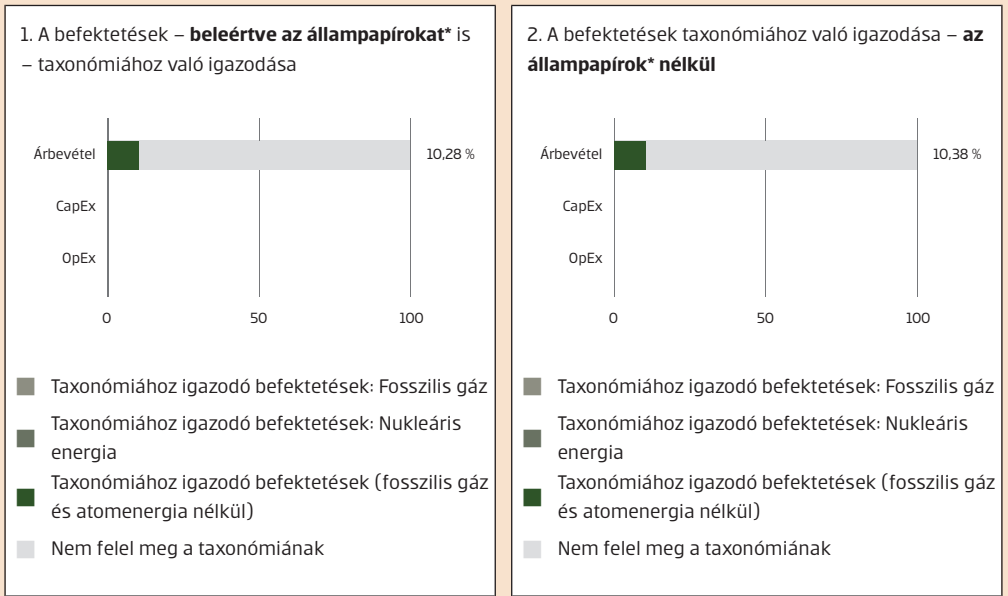 1. A befektetések – beleértve az állampapírokat* is
– taxonómiához való igazodása
Árbevétel
10,28 %
CapEx
OpEx
0 50 100
Taxonómiához igazodó befektetések: Fosszilis gáz
Taxonómiához igazodó befektetések: Nukleáris
energia
Taxonómiához igazodó befektetések (fosszilis gáz
és atomenergia nélkül)
Nem felel meg a taxonómiának
2. A befektetések taxonómiához való igazodása – az
állampapírok* nélkül
Árbevétel
10,38 %
CapEx
OpEx
0 50 100
Taxonómiához igazodó befektetések: Fosszilis gáz
Taxonómiához igazodó befektetések: Nukleáris
energia
Taxonómiához igazodó befektetések (fosszilis gáz
és atomenergia nélkül)
Nem felel meg a taxonómiának